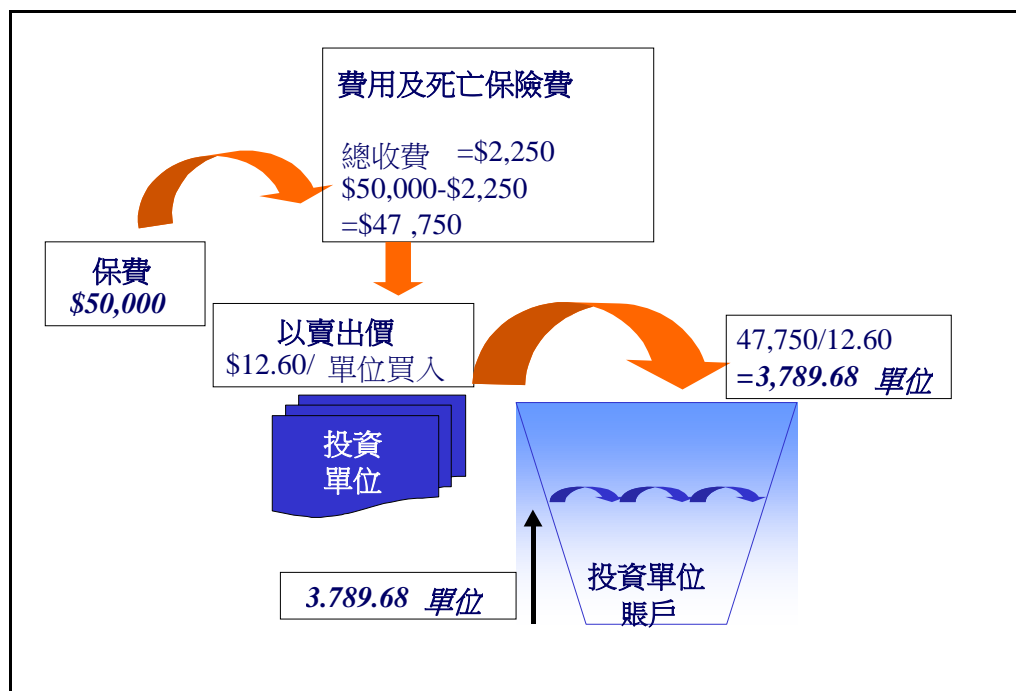 費用及死亡保險費
總收費 =$2,250
$50,000-$2,250
=$47 ,750
保費
$50,000
以賣出價
$12.60/ 單位買入
47,750/12.60
=3,789.68 單位
投資
單位
3.789.68 單位
投資單位
賬戶